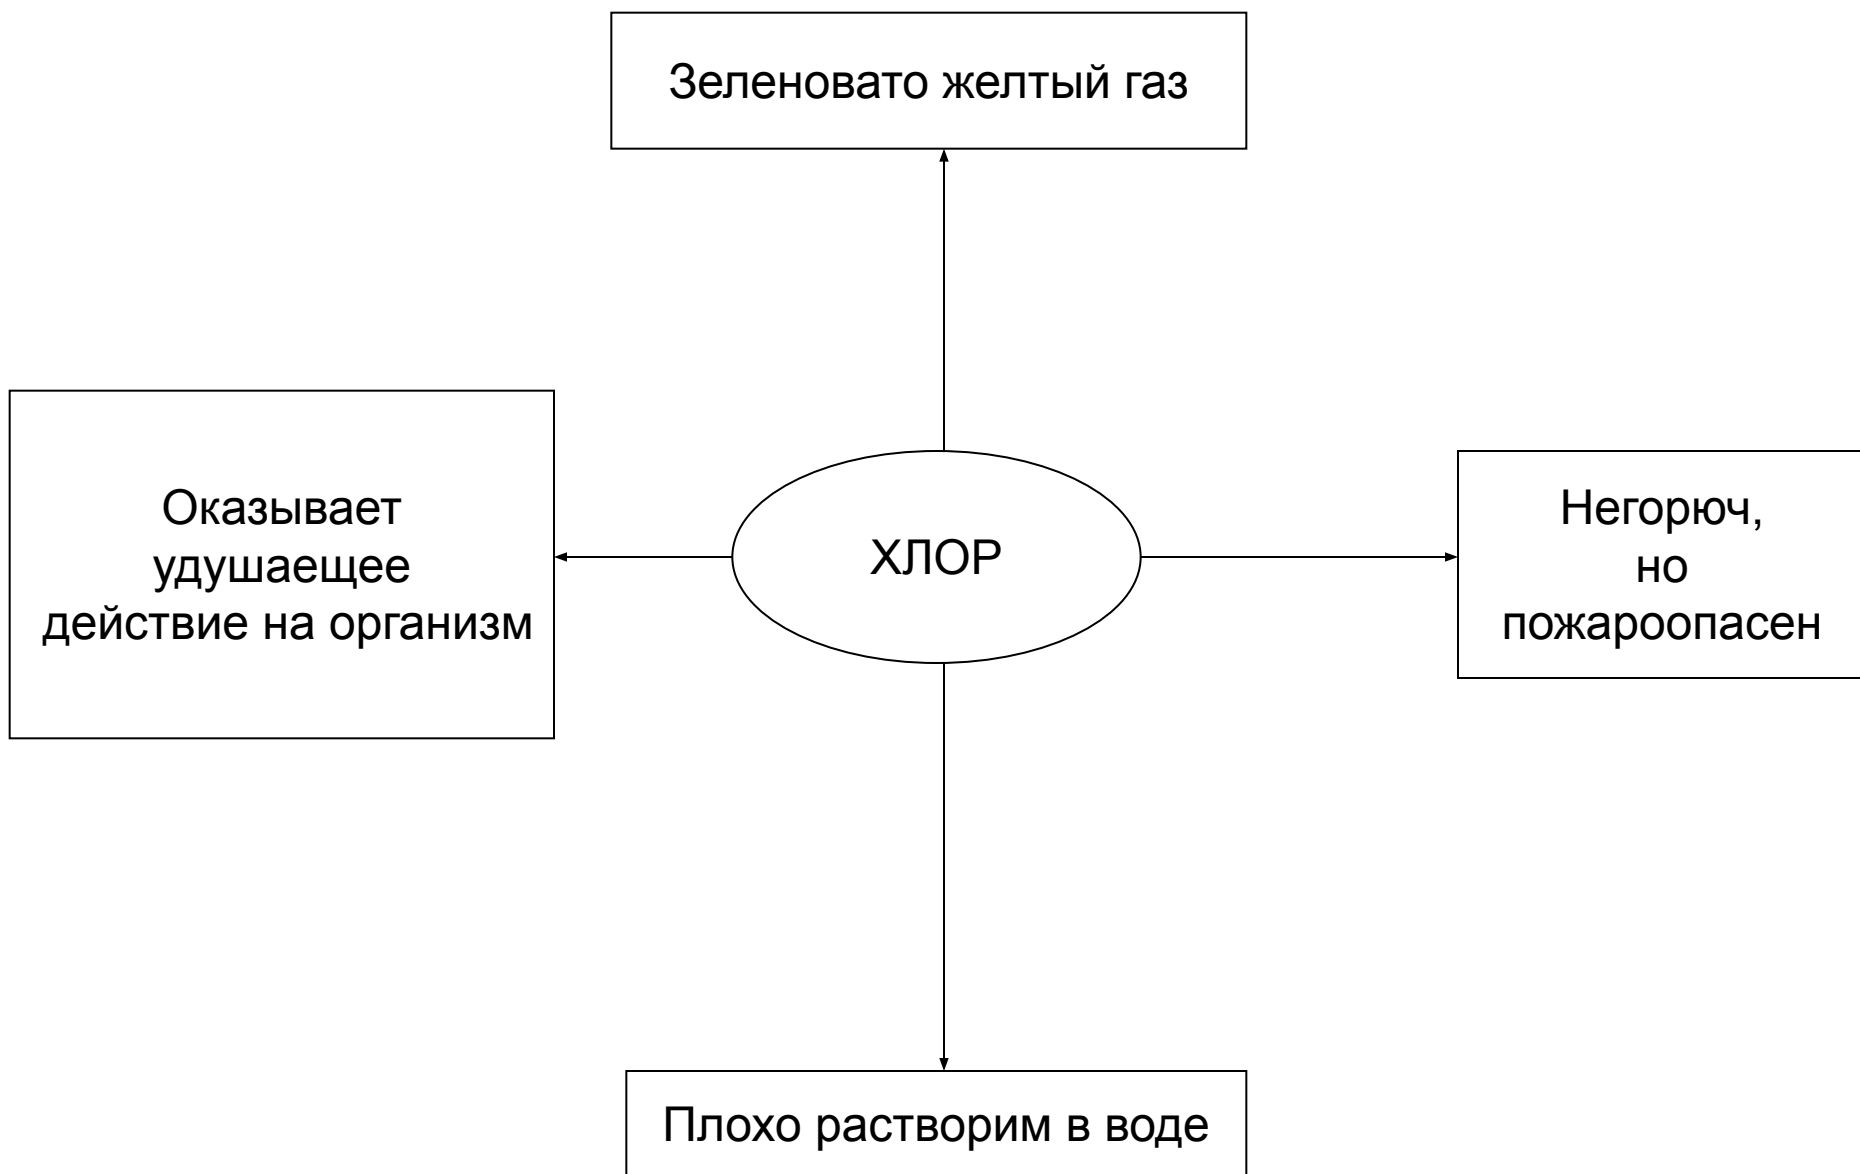 Зеленовато желтый газ
Оказывает
удушаещее
действие на организм
ХЛОР
Негорюч,
но
пожароопасен
Плохо растворим в воде